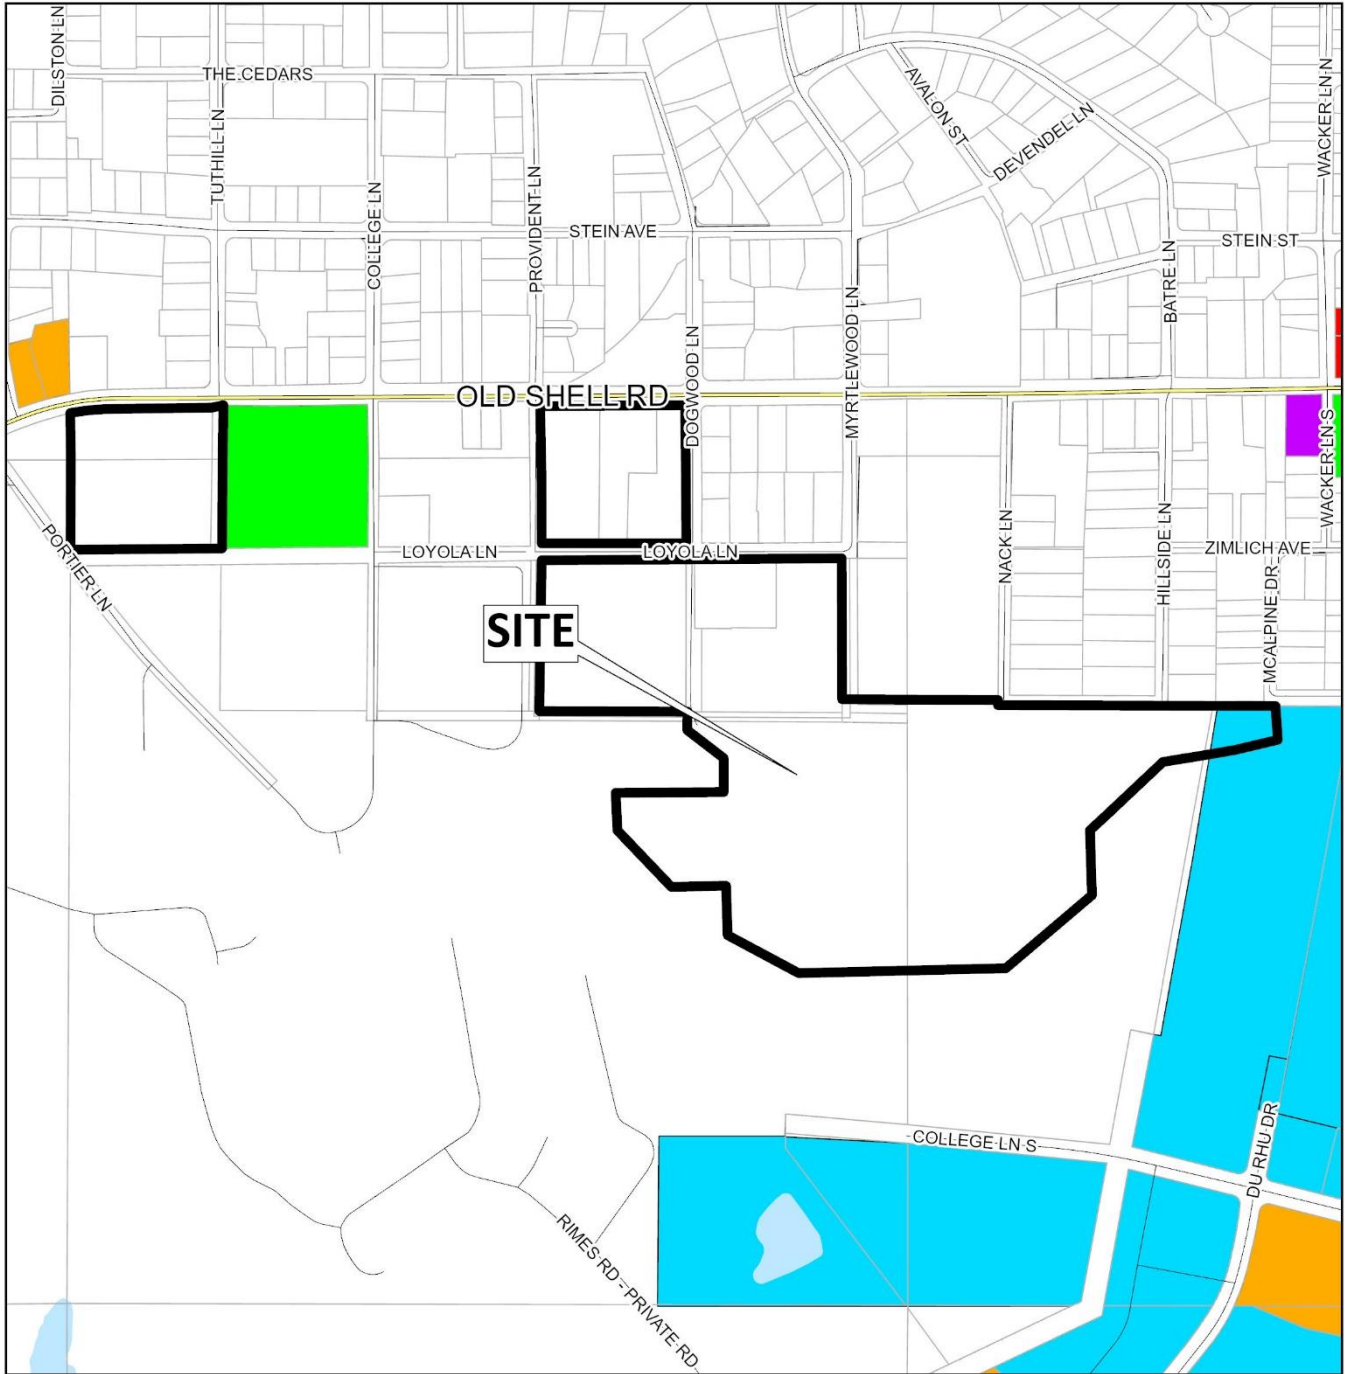 DILSTON LN
THE CEDARS
TUTHILL LN
COLLEGE LN
PROVIDENT LN
STEIN AVE
AVALON ST
DEVENDEL LN
WACKER LN N
STEIN ST
BATRE LN
MYRTLEWOOD LN
DOGWOOD LN
OLD SHELL RD
WACKER LN S
PORTIER LN
LOYOLA LN
LOYOLA LN
NACK LN
HILLSIDE LN
ZIMLICH AVE
MCALPINE DR
SITE
COLLEGE LN S
DU RHU DR
RIMES RD - PRIVATE RD